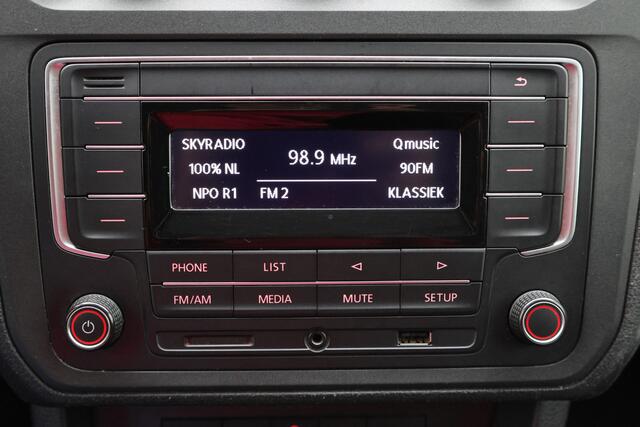 SKYRADIO 98.9 MHz Qmusic
100% NL 90FM
NPO R1 FM 2 KLASSIEK
PHONE LIST
FM/AM MEDIA MUTE SETUP